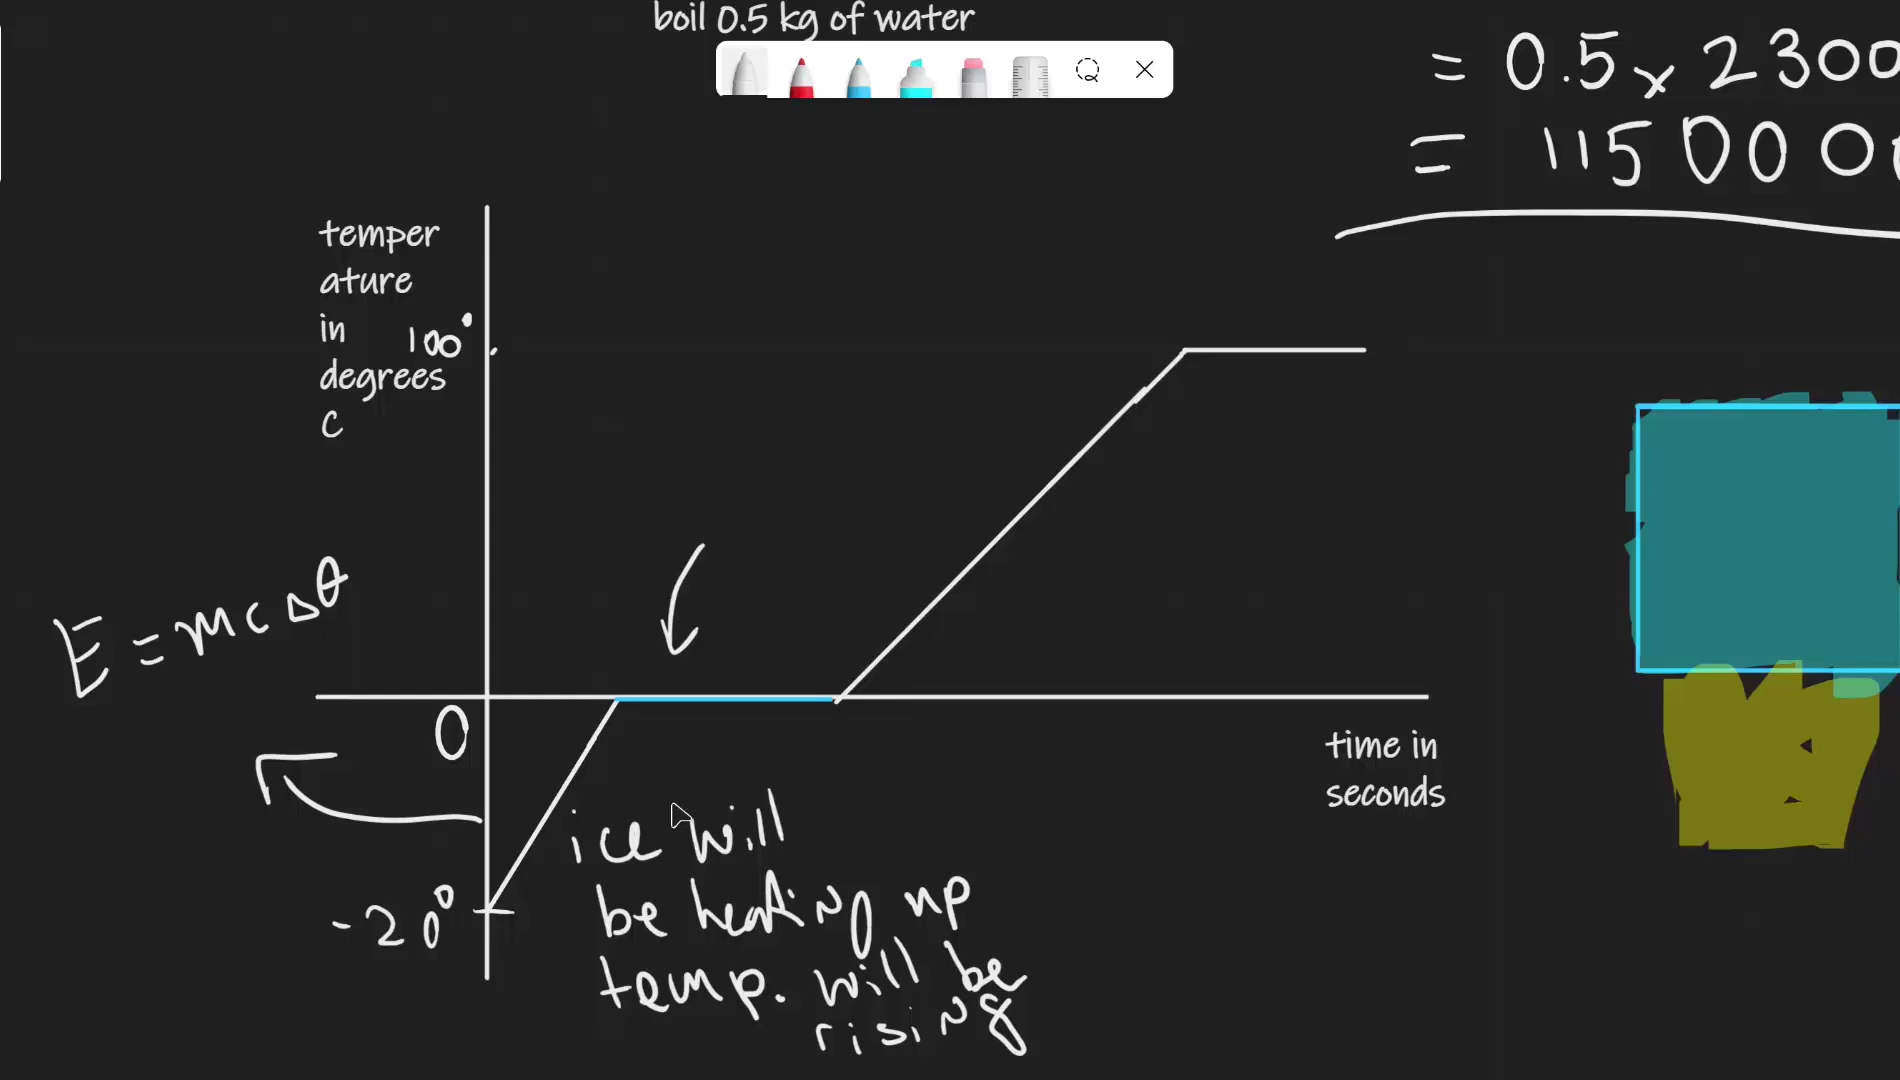 boil 0.5 kg of water
= 0.5 x 2300
= 115000
temper
ature
in
degrees
C
100°
E = mcΔθ
0
time in
seconds
-20°
ice will
be heating up
temp. will be
rising